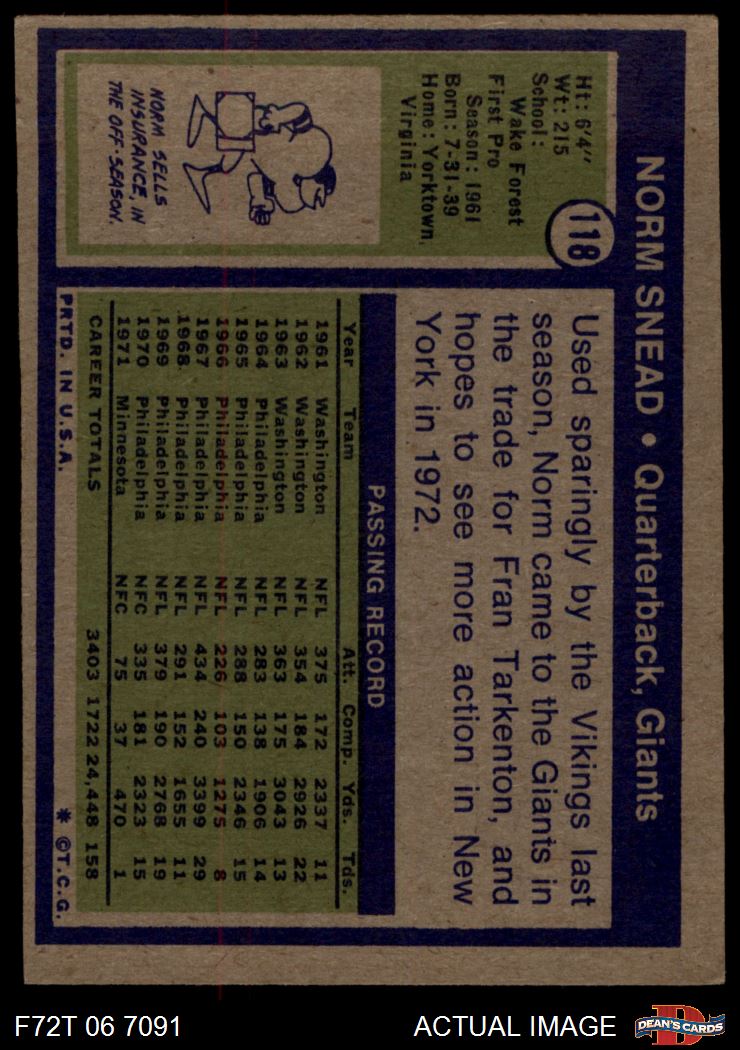 118
NORM SNEAD • Quarterback, Giants
Ht: 6'4"
Wt: 215
School:
Wake Forest
First Pro
Season: 1961
Born: 7-31-39
Home: Yorktown,
Virginia
NORM SELLS
INSURANCE, IN
THE OFF-SEASON.
Used sparingly by the Vikings last
season, Norm came to the Giants in
the trade for Fran Tarkenton, and
hopes to see more action in New
York in 1972.
PASSING RECORD
Year Team Att. Comp. Yds. Tds.
1961 Washington NFL 375 172 2337 11
1962 Washington NFL 354 184 2926 22
1963 Washington NFL 363 175 3043 13
1964 Philadelphia NFL 283 138 1906 14
1965 Philadelphia NFL 288 150 2346 15
1966 Philadelphia NFL 226 103 1275 8
1967 Philadelphia NFL 434 240 3399 29
1968 Philadelphia NFL 291 152 1655 11
1969 Philadelphia NFL 379 190 2768 19
1970 Philadelphia NFC 335 181 2323 15
1971 Minnesota NFC 75 37 470 1
CAREER TOTALS 3403 1722 24,448 158
PRTD. IN U.S.A. * ©T.C.G.
F72T 06 7091 ACTUAL IMAGE
DEAN'S CARDS